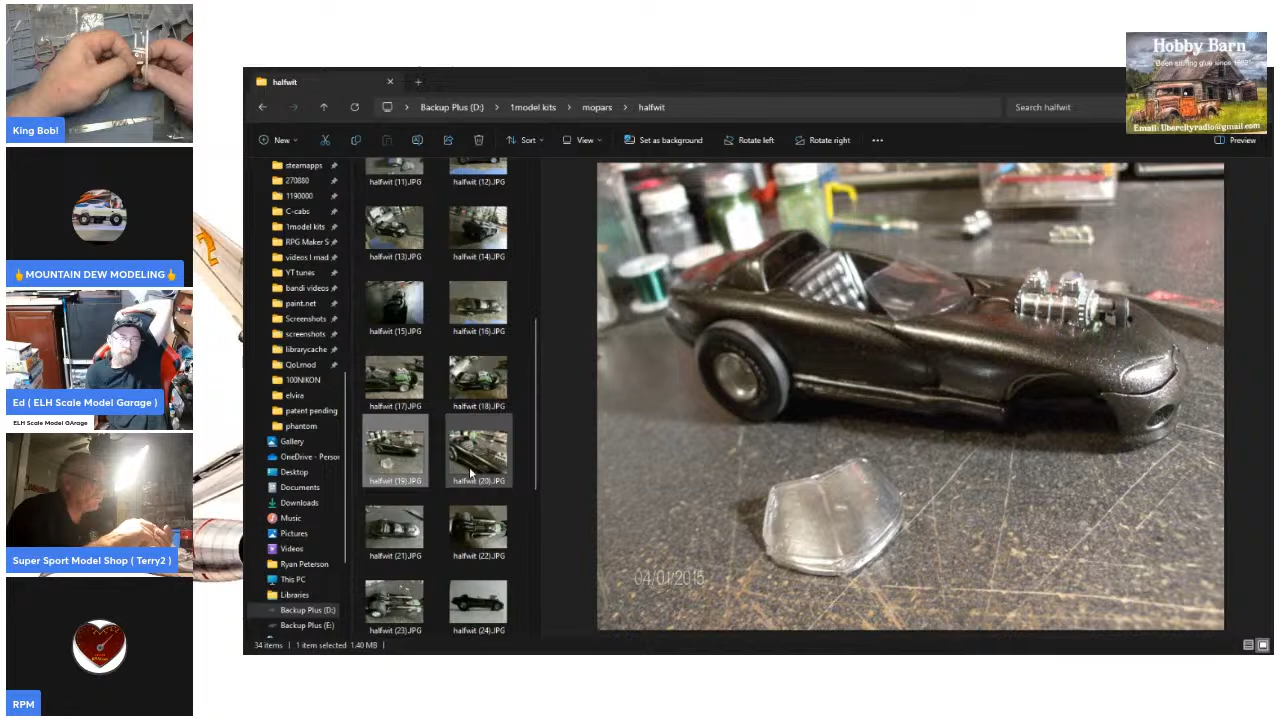 King Bob!
👆MOUNTAIN DEW MODELING👆
Ed ( ELH Scale Model Garage )
ELH Scale Model GArage
Super Sport Model Shop ( Terry2 )
RPM
halfwit
Backup Plus (D:) > 1model kits > mopars > halfwit
Search halfwit
New
Sort
View
Set as background
Rotate left
Rotate right
Preview
steamapps
270880
1190000
C-cabs
1model kits
RPG Maker S
videos I mad
YT tunes
bandi videos
paint.net
Screenshots
screenshots
librarycache
QoLmod
100NIKON
elvira
patent pending
phantom
Gallery
OneDrive - Person
Desktop
Documents
Downloads
Music
Pictures
Videos
Ryan Peterson
This PC
Libraries
Backup Plus (D:)
Backup Plus (E:)
halfwit (11).JPG
halfwit (12).JPG
halfwit (13).JPG
halfwit (14).JPG
halfwit (15).JPG
halfwit (16).JPG
halfwit (17).JPG
halfwit (18).JPG
halfwit (19).JPG
halfwit (20).JPG
halfwit (21).JPG
halfwit (22).JPG
halfwit (23).JPG
halfwit (24).JPG
34 items
1 item selected 1.40 MB
04/01/2015
Hobby Barn
Email: Ubercityradio@gmail.com